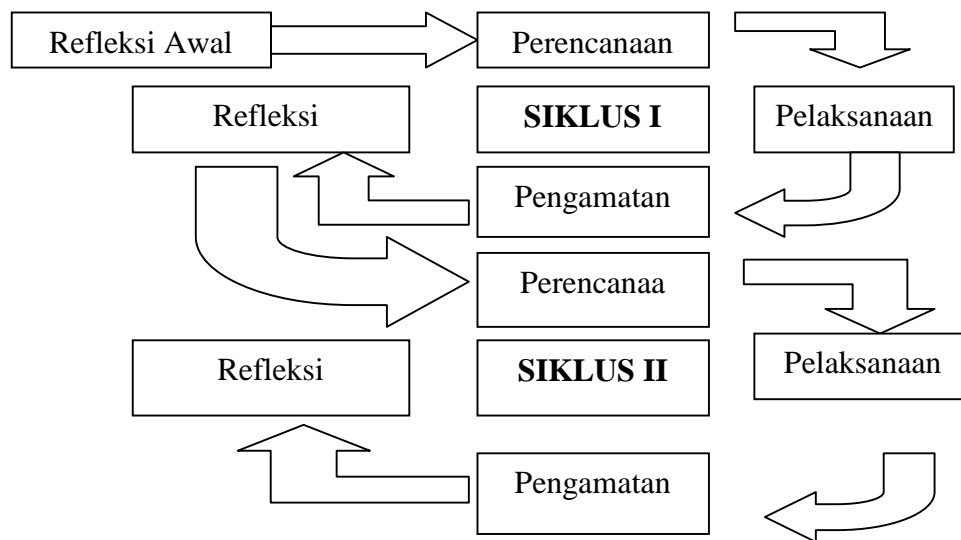 Refleksi Awal
Perencanaan
Refleksi
SIKLUS I
Pelaksanaan
Pengamatan
Perencanaa
Refleksi
SIKLUS II
Pelaksanaan
Pengamatan